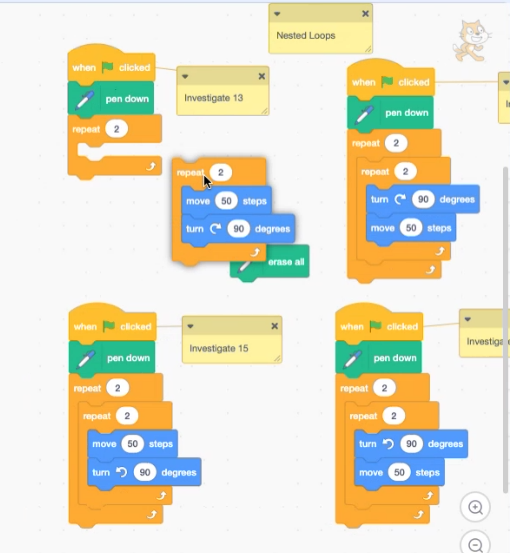 Nested Loops
when clicked
pen down
repeat 2
Investigate 13
repeat 2
move 50 steps
turn 90 degrees
erase all
when clicked
pen down
repeat 2
repeat 2
turn 90 degrees
move 50 steps
when clicked
pen down
repeat 2
repeat 2
move 50 steps
turn 90 degrees
Investigate 15
when clicked
pen down
repeat 2
repeat 2
turn 90 degrees
move 50 steps